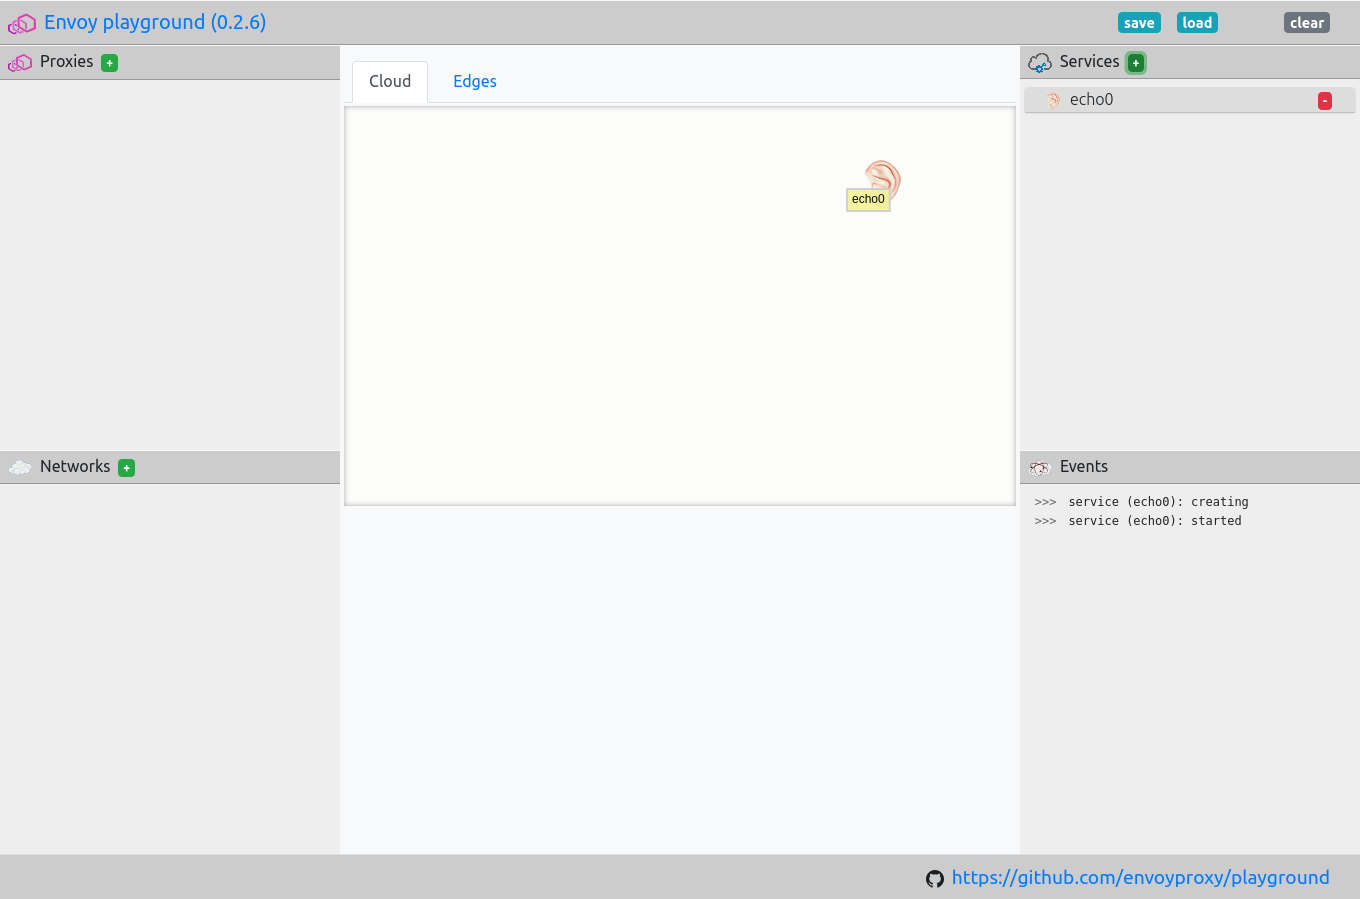 Envoy playground (0.2.6)
save
load
clear
Proxies +
Cloud
Edges
echo0
Services +
echo0 -
Networks +
Events
>>> service (echo0): creating
>>> service (echo0): started
https://github.com/envoyproxy/playground